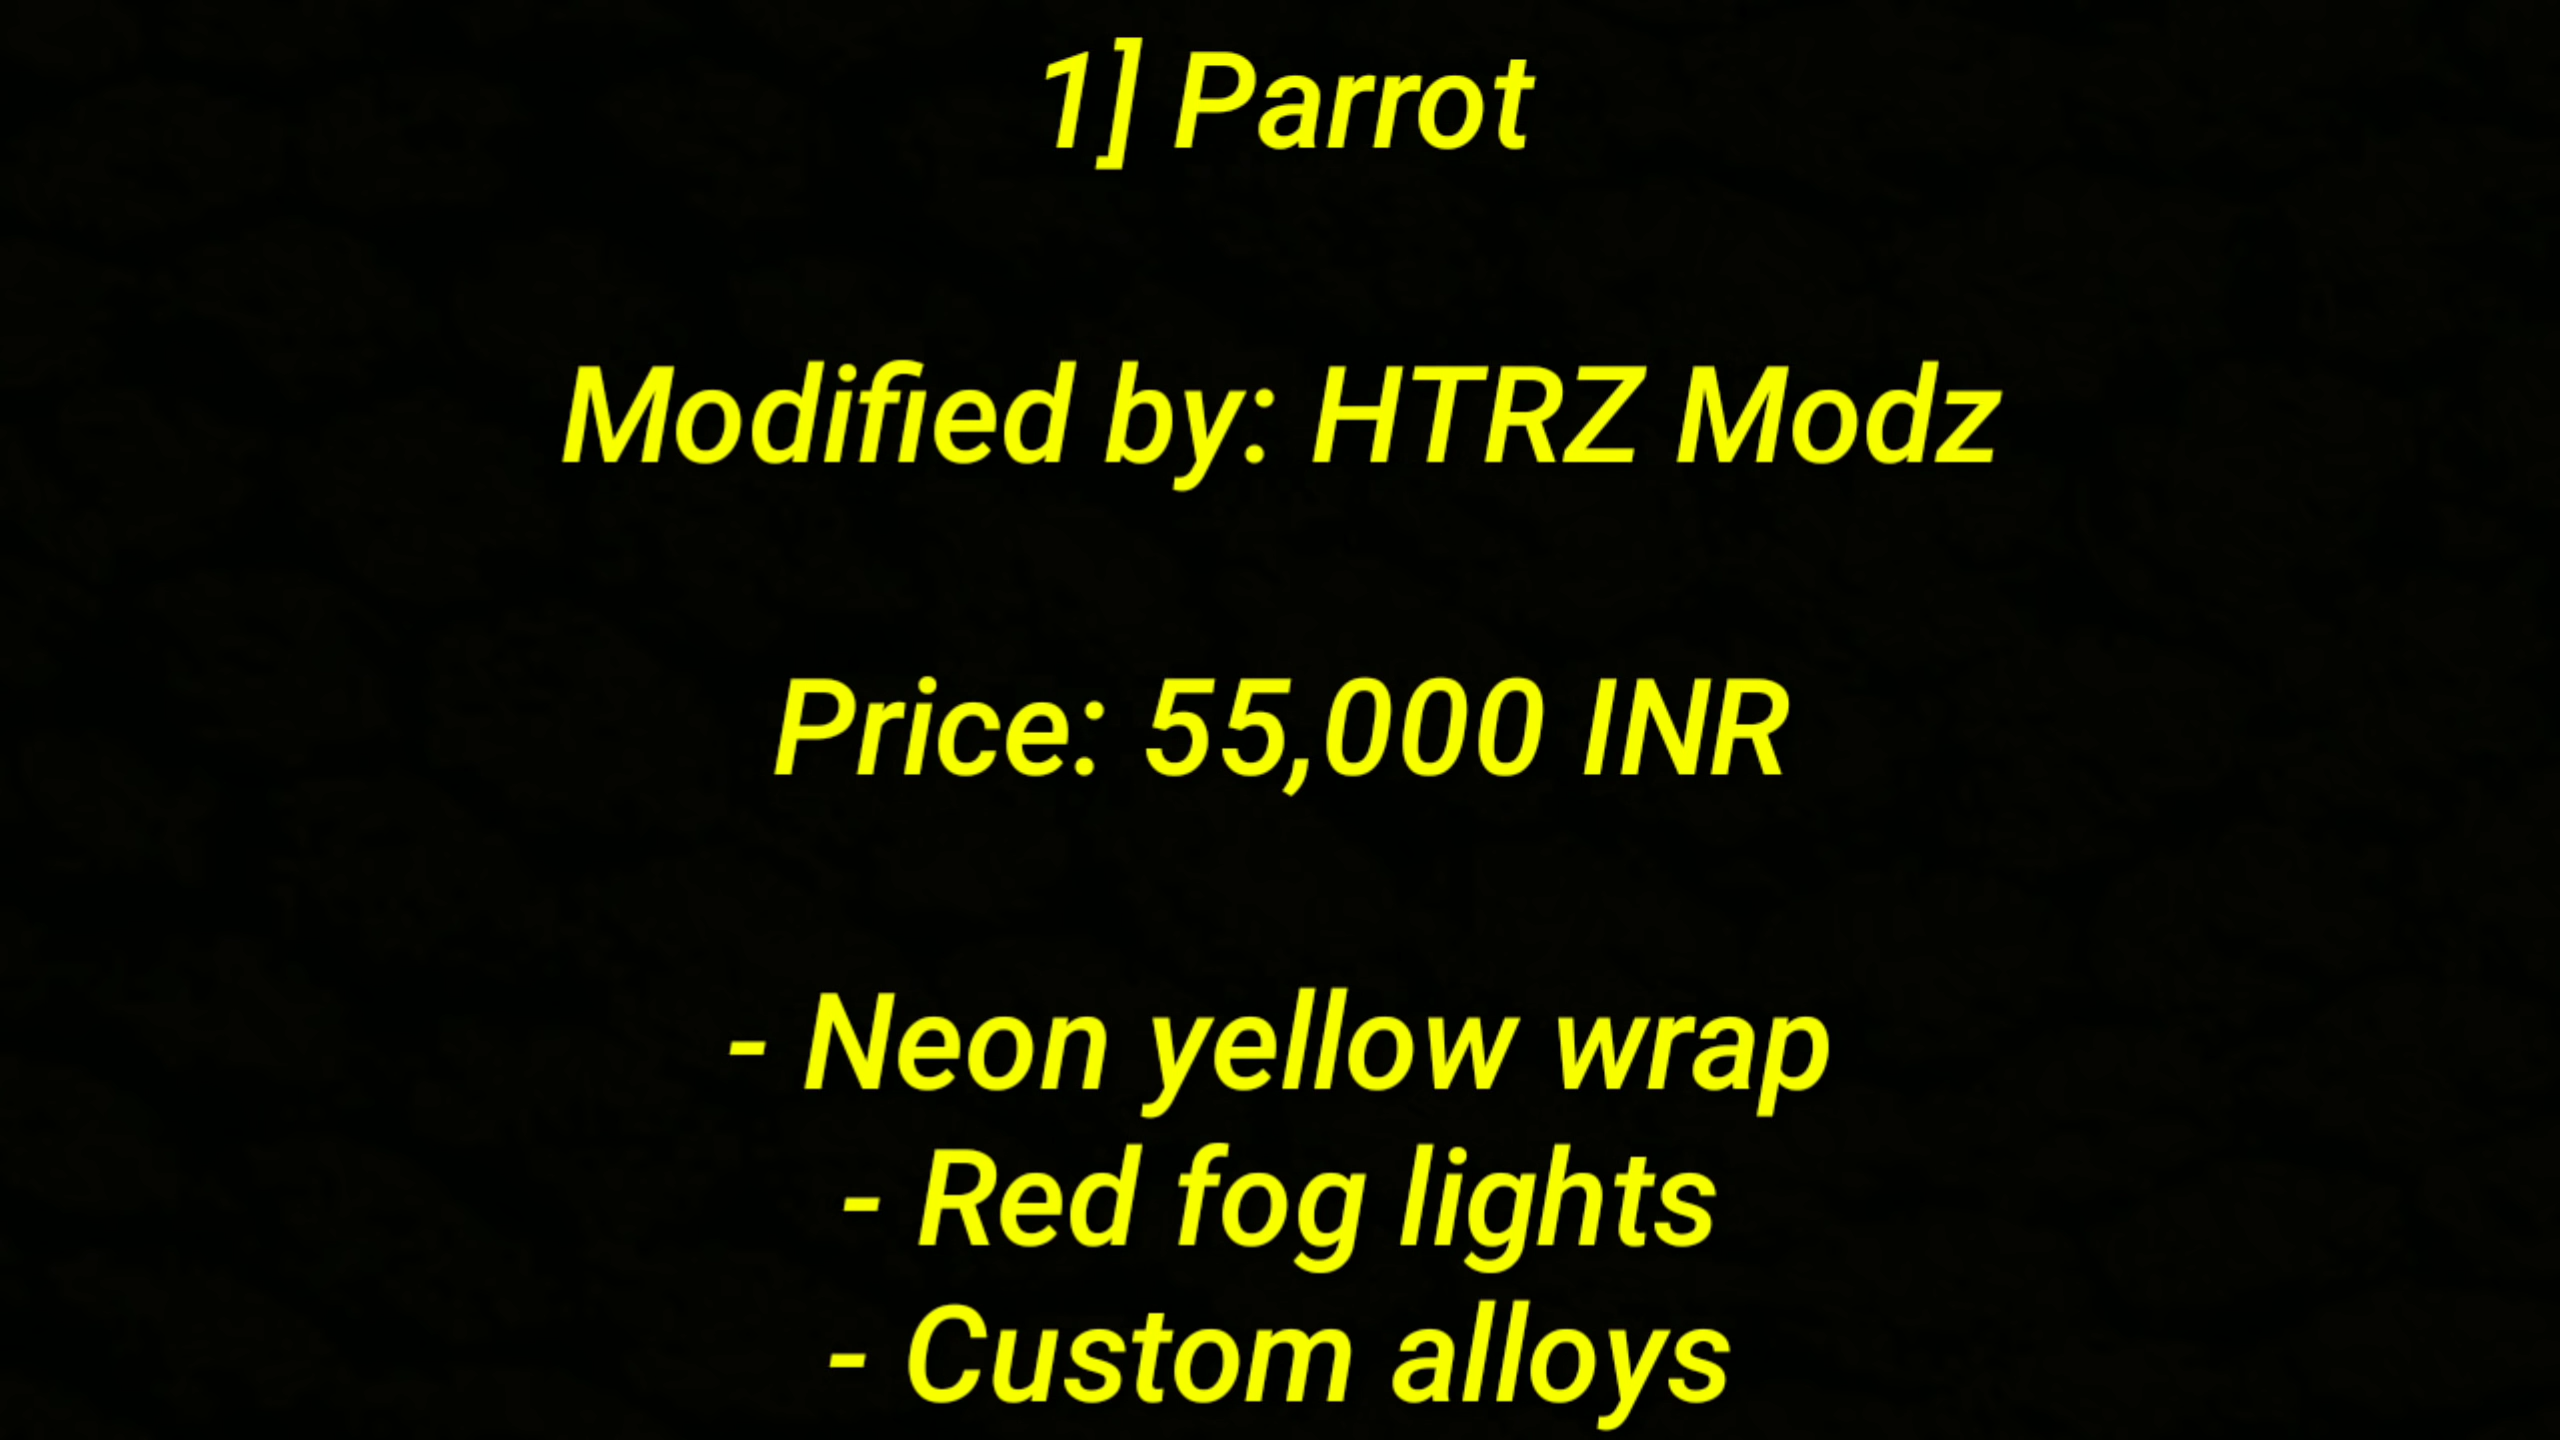 1] Parrot
Modified by: HTRZ Modz
Price: 55,000 INR
- Neon yellow wrap
- Red fog lights
- Custom alloys